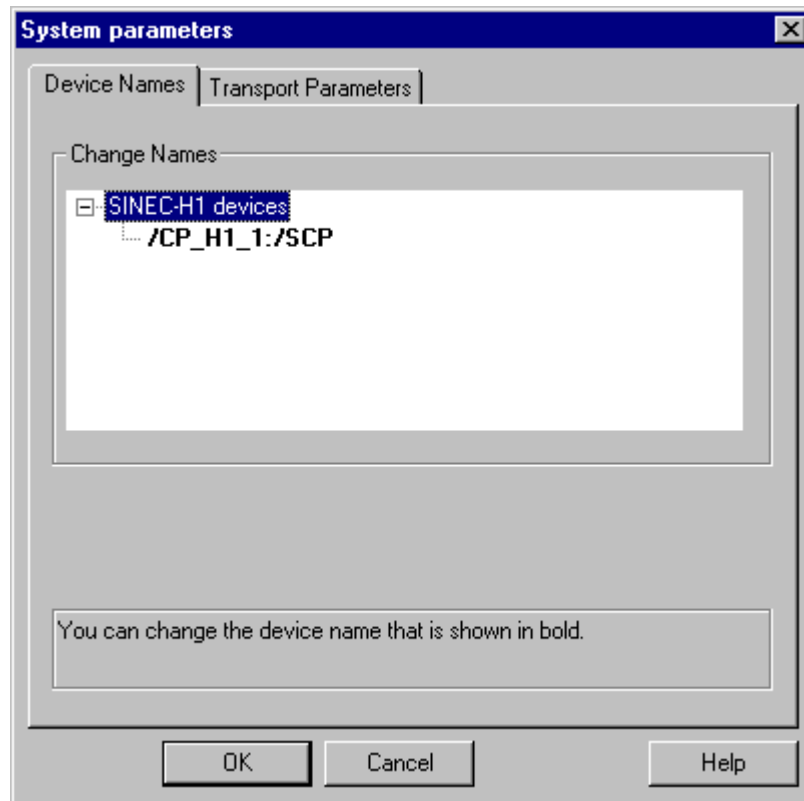 System parameters
Device Names
Transport Parameters
Change Names
SINEC-H1 devices
/CP_H1_1:/SCP
You can change the device name that is shown in bold.
OK
Cancel
Help